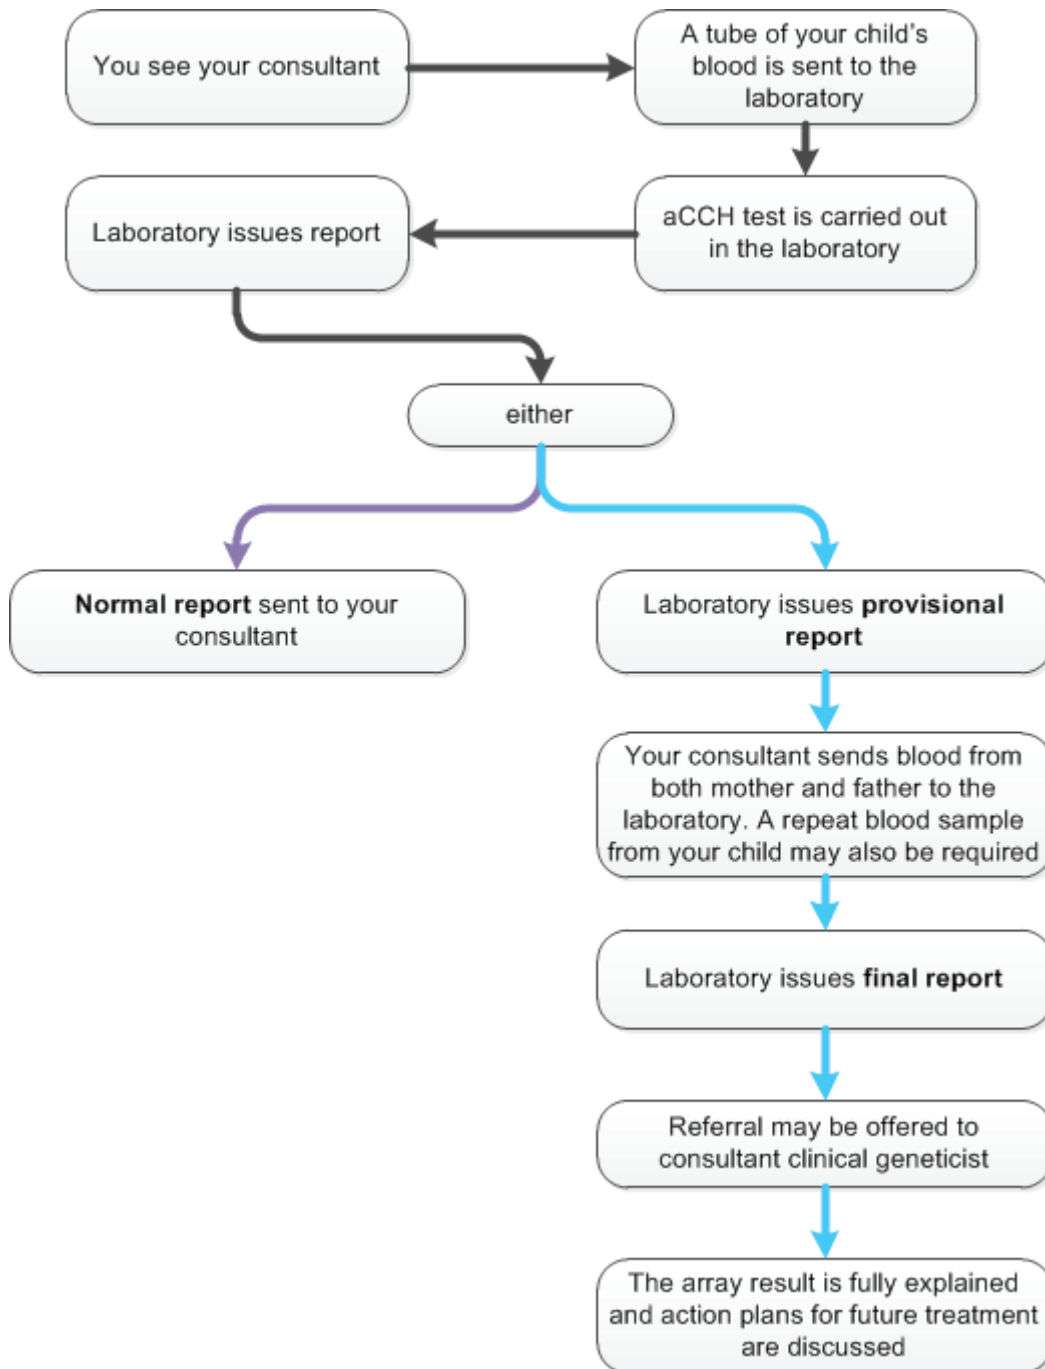 You see your consultant
A tube of your child's
blood is sent to the
laboratory
aCCH test is carried out
in the laboratory
Laboratory issues report
either
Normal report sent to your
consultant
Laboratory issues provisional
report
Your consultant sends blood from
both mother and father to the
laboratory. A repeat blood sample
from your child may also be required
Laboratory issues final report
Referral may be offered to
consultant clinical geneticist
The array result is fully explained
and action plans for future treatment
are discussed